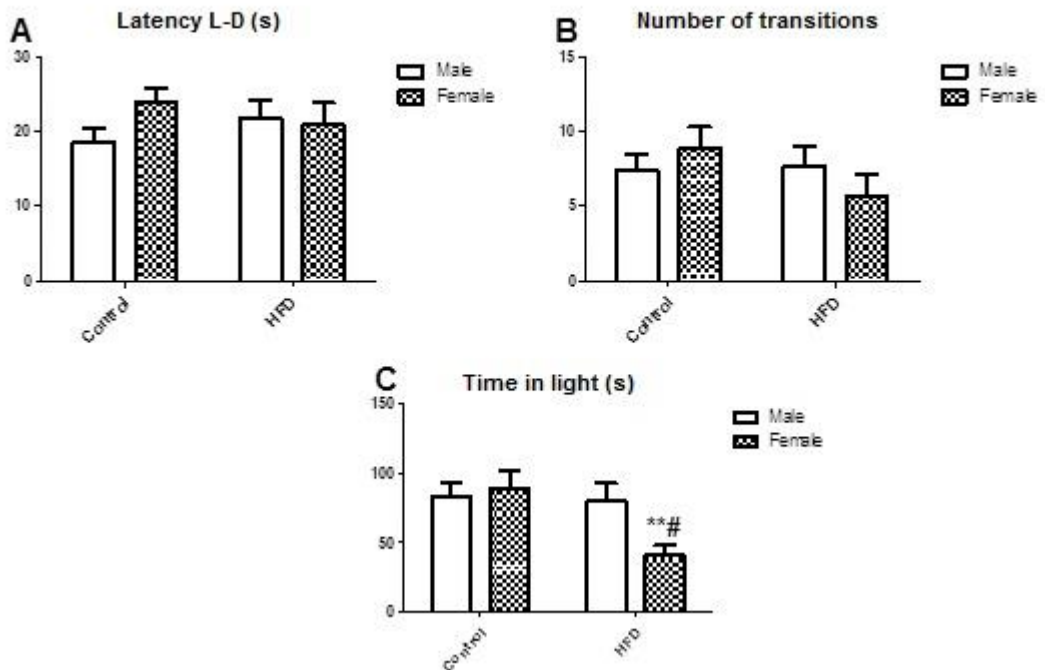 A
Latency L-D (s)
30
20
10
0
Male
Female
Control
HFD
B
Number of transitions
15
10
5
0
Male
Female
Control
HFD
C
Time in light (s)
150
100
50
0
Male
Female
**#
Control
HFD